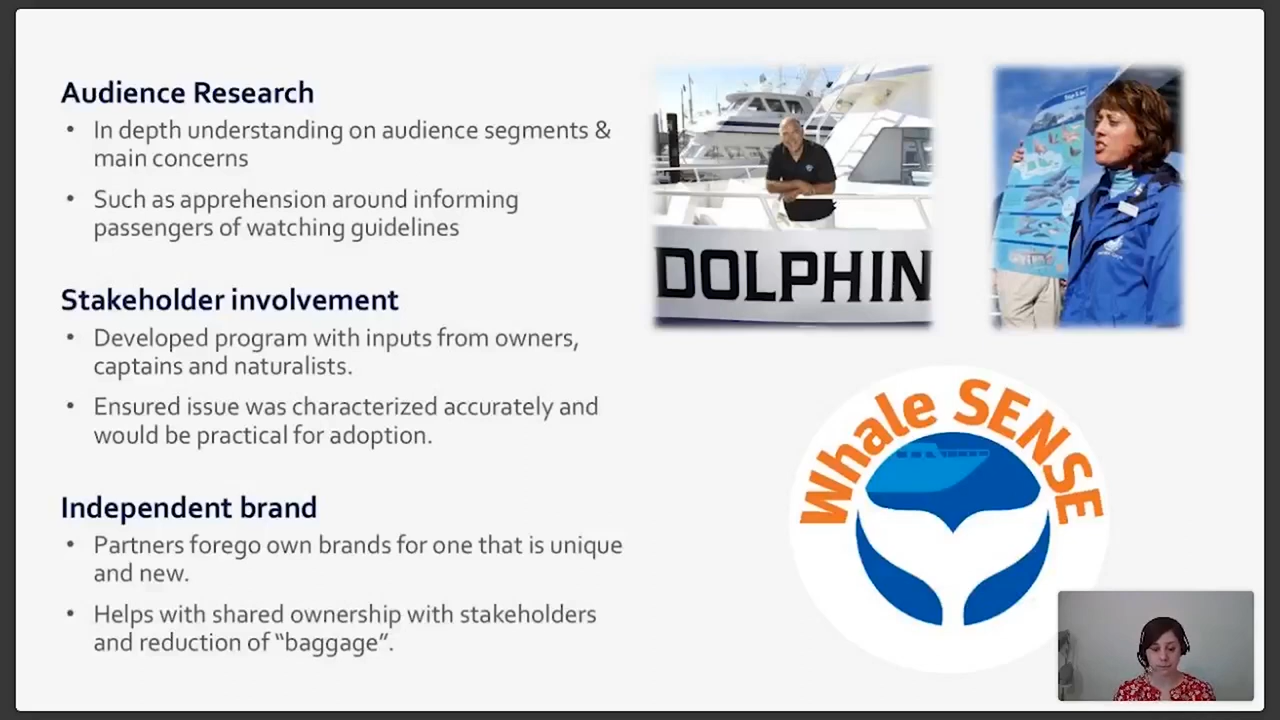 Audience Research
• In depth understanding on audience segments &
main concerns
• Such as apprehension around informing
passengers of watching guidelines
Stakeholder involvement
• Developed program with inputs from owners,
captains and naturalists.
• Ensured issue was characterized accurately and
would be practical for adoption.
Independent brand
• Partners forego own brands for one that is unique
and new.
• Helps with shared ownership with stakeholders
and reduction of “baggage”.
DOLPHIN
Whale SENSE